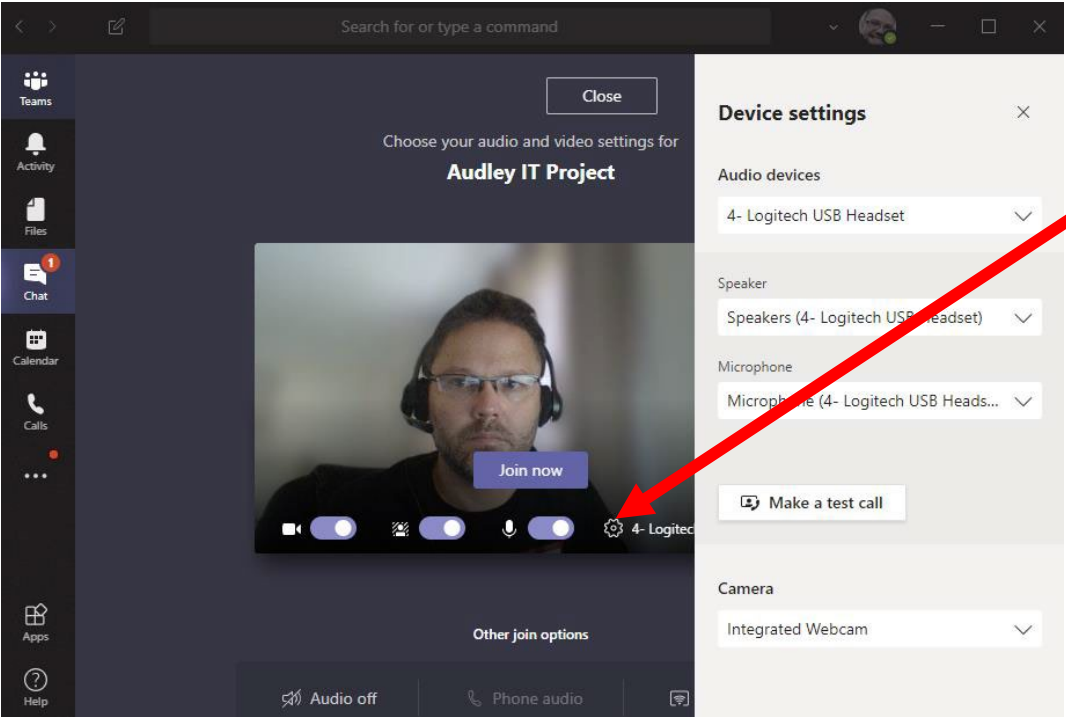 Search for or type a command
Teams
Activity
Files
1
Chat
Calendar
Calls
Apps
Help
Close
Choose your audio and video settings for
Audley IT Project
Join now
4- Logitec
Other join options
Audio off
Phone audio
Device settings
Audio devices
4- Logitech USB Headset
Speaker
Speakers (4- Logitech USB Headset)
Microphone
Microphone (4- Logitech USB Heads...
Make a test call
Camera
Integrated Webcam